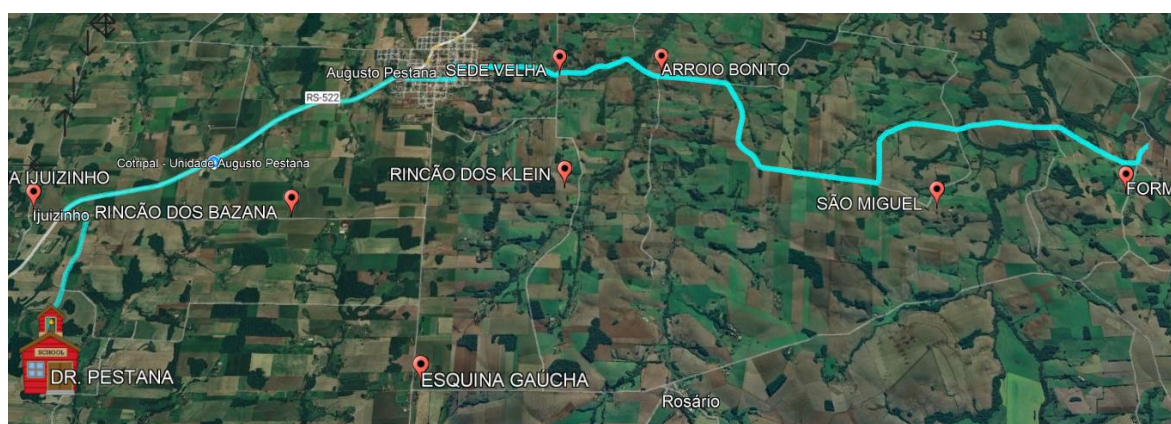 Augusto Pestana
SEDE VELHA
ARROIO BONITO
RS-522
Cotripal - Unidade Augusto Pestana
A IJUIZINHO
Ijuizinho
RINCÃO DOS BAZANA
RINCÃO DOS KLEIN
SÃO MIGUEL
FORM
SCHOOL
DR. PESTANA
ESQUINA GAÚCHA
Rosário